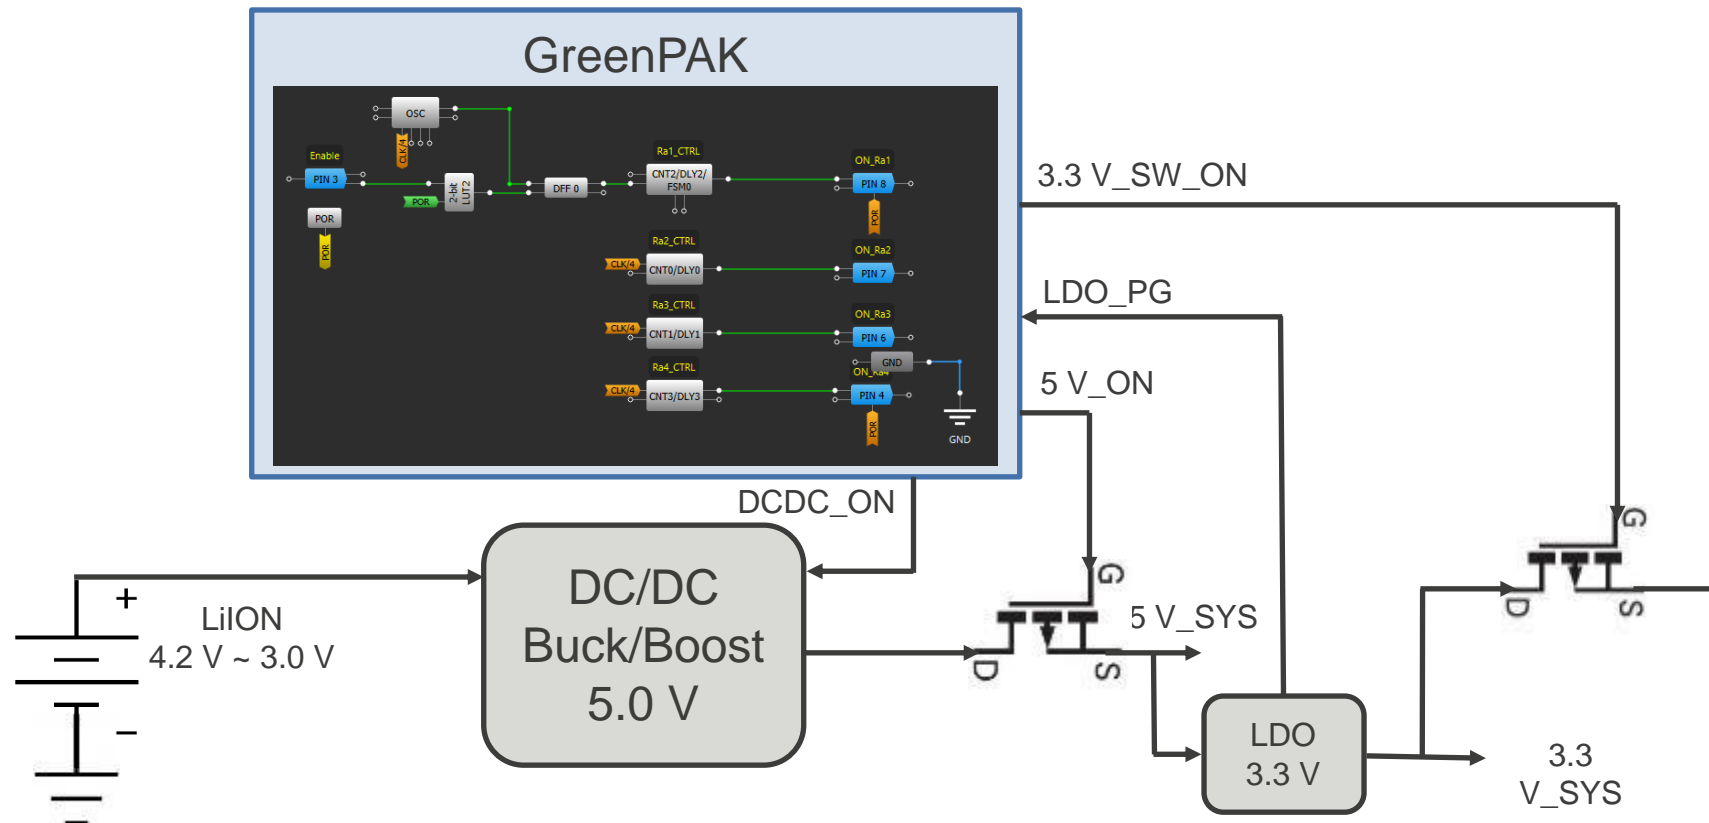 GreenPAK
OSC
CLK/4
Enable
PIN 3
POR
2-bit
LUT2
DFF 0
Ra1_CTRL
CNT2/DLY2/
FSM0
ON_Ra1
PIN 8
POR
POR
POR
Ra2_CTRL
CLK/4
CNT0/DLY0
ON_Ra2
PIN 7
Ra3_CTRL
CLK/4
CNT1/DLY1
ON_Ra3
PIN 6
GND
Ra4_CTRL
CLK/4
CNT3/DLY3
ON_Ra4
PIN 4
POR
GND
3.3 V_SW_ON
LDO_PG
5 V_ON
DCDC_ON
+
LiION
4.2 V ~ 3.0 V
−
DC/DC
Buck/Boost
5.0 V
G
D
S
5 V_SYS
LDO
3.3 V
G
D
S
3.3
V_SYS